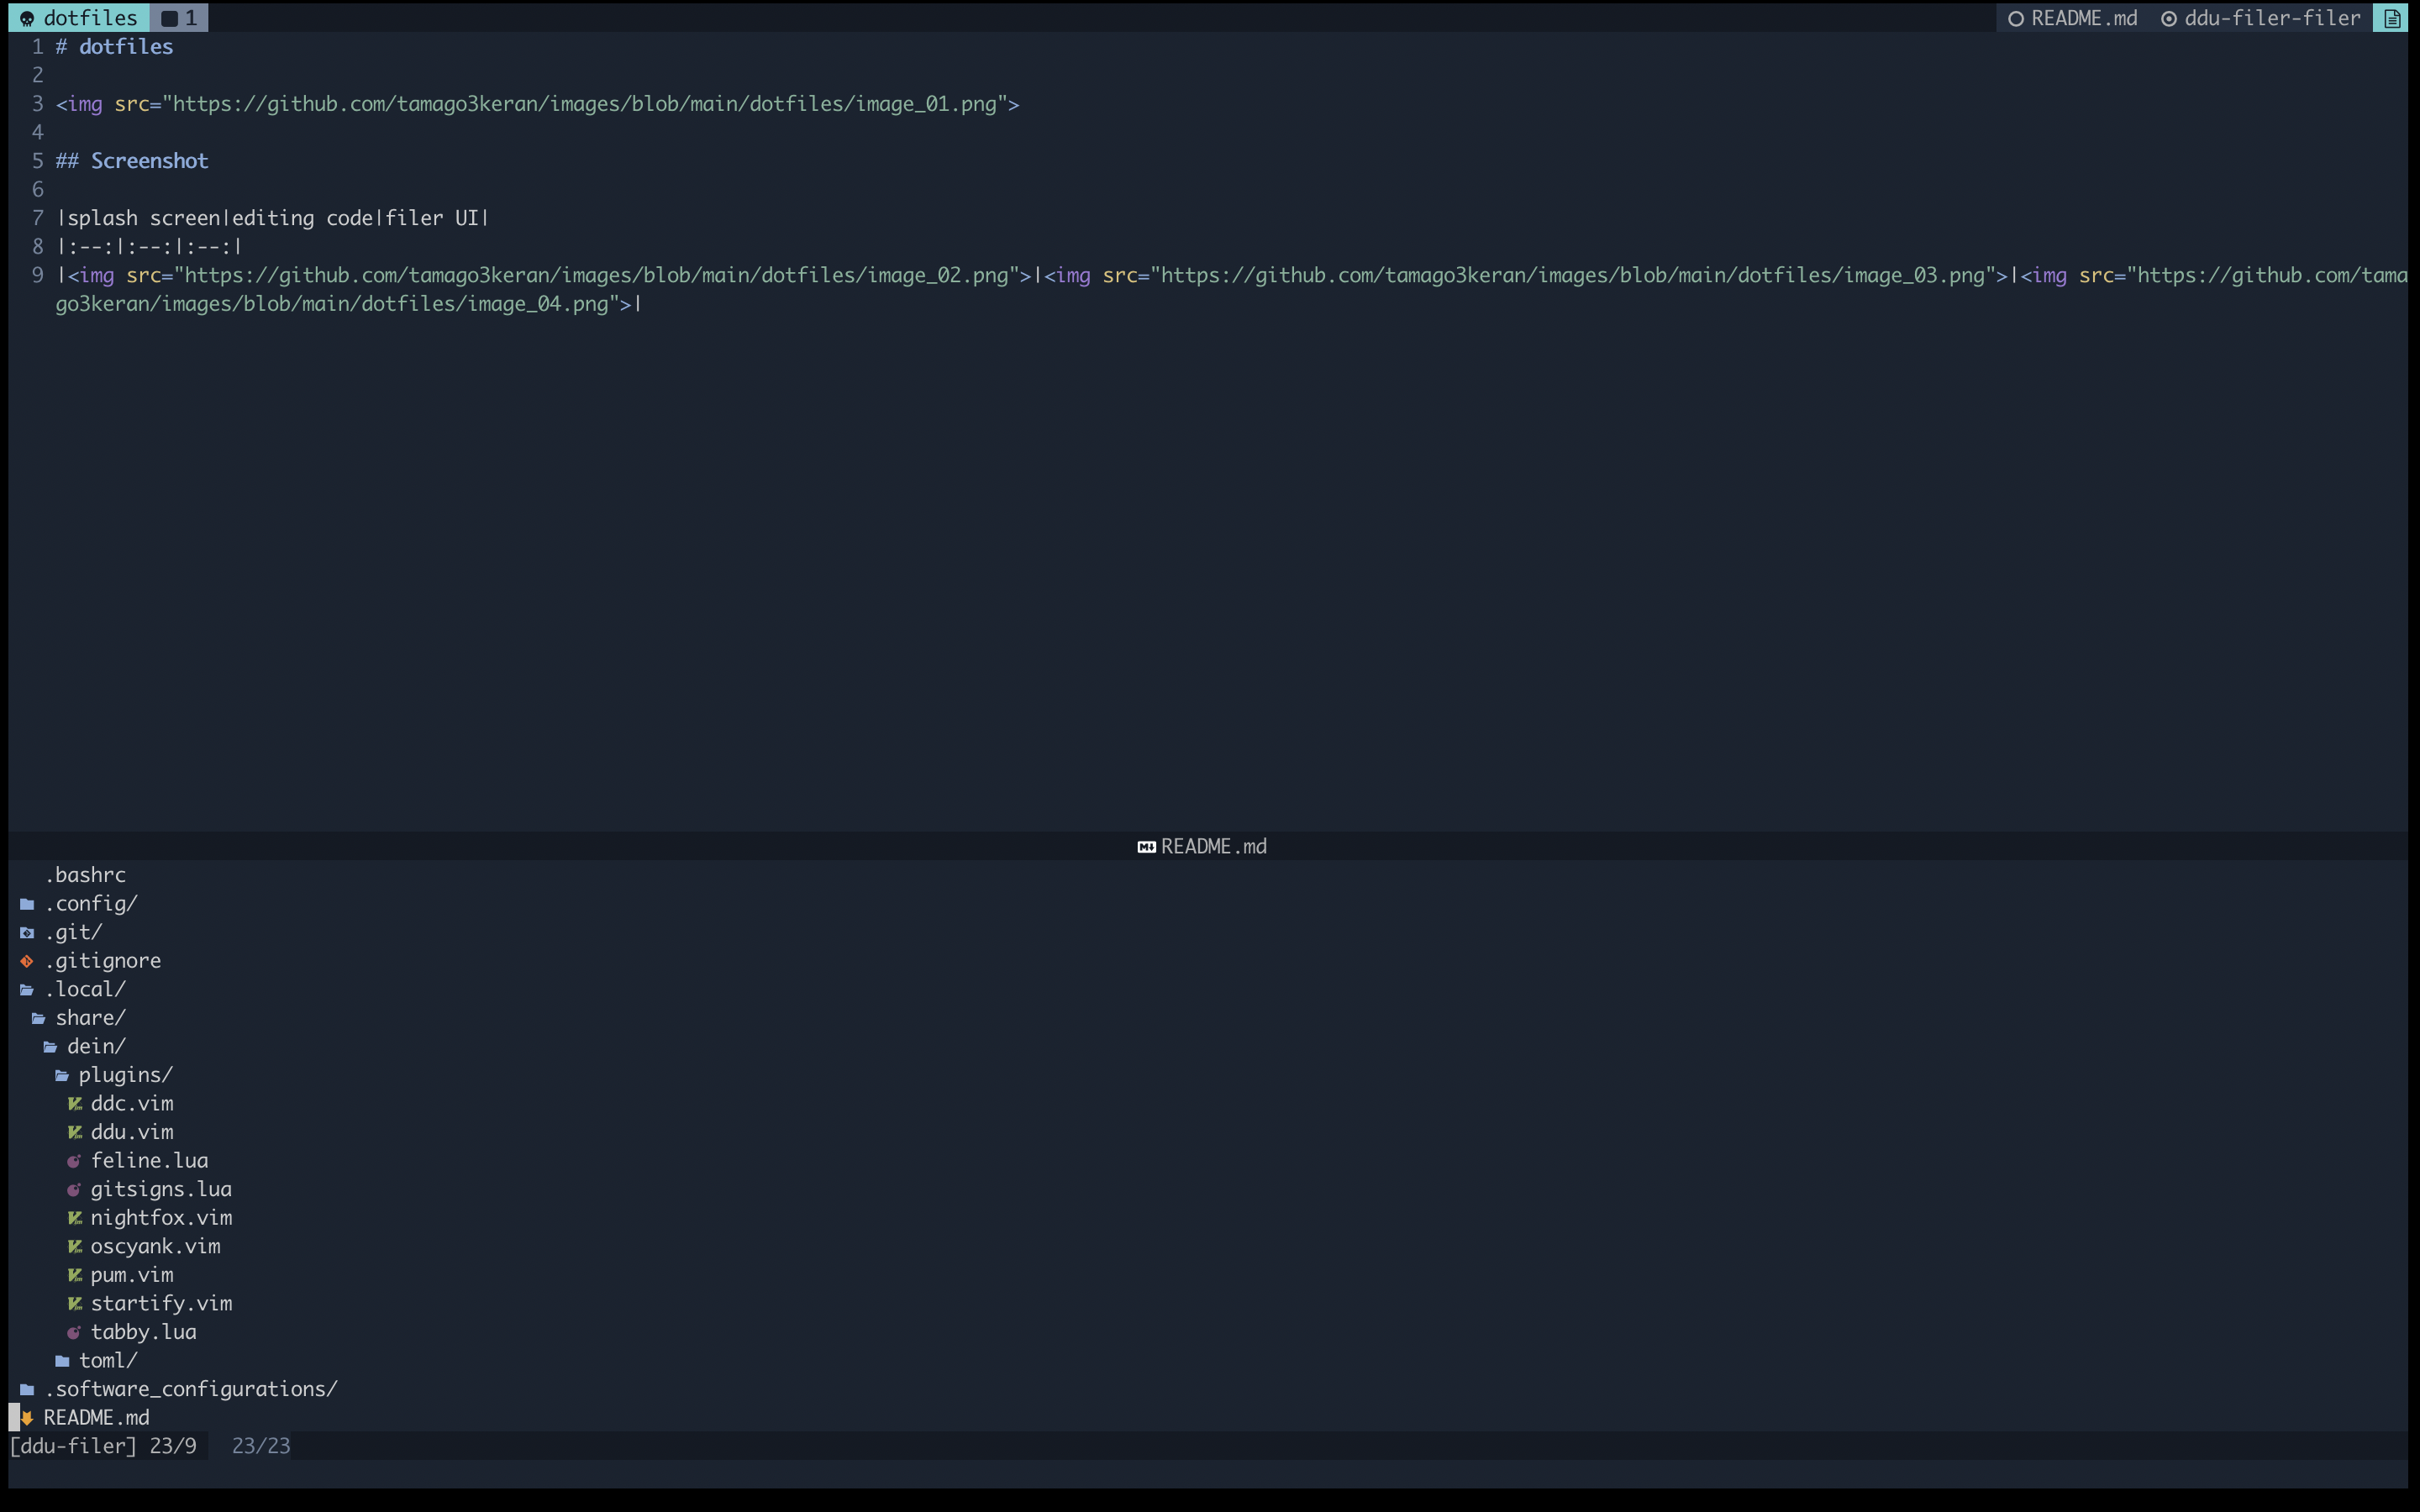 dotfiles 1 README.md ddu-filer-filer
1 # dotfiles
2
3 <img src="https://github.com/tamago3keran/images/blob/main/dotfiles/image_01.png">
4
5 ## Screenshot
6
7 |splash screen|editing code|filer UI|
8 |:--:|:--:|:--:|
9 |<img src="https://github.com/tamago3keran/images/blob/main/dotfiles/image_02.png">|<img src="https://github.com/tamago3keran/images/blob/main/dotfiles/image_03.png">|<img src="https://github.com/tama
go3keran/images/blob/main/dotfiles/image_04.png">|
README.md
.bashrc
.config/
.git/
.gitignore
.local/
share/
dein/
plugins/
ddc.vim
ddu.vim
feline.lua
gitsigns.lua
nightfox.vim
oscyank.vim
pum.vim
startify.vim
tabby.lua
toml/
.software_configurations/
README.md
[ddu-filer] 23/9 23/23